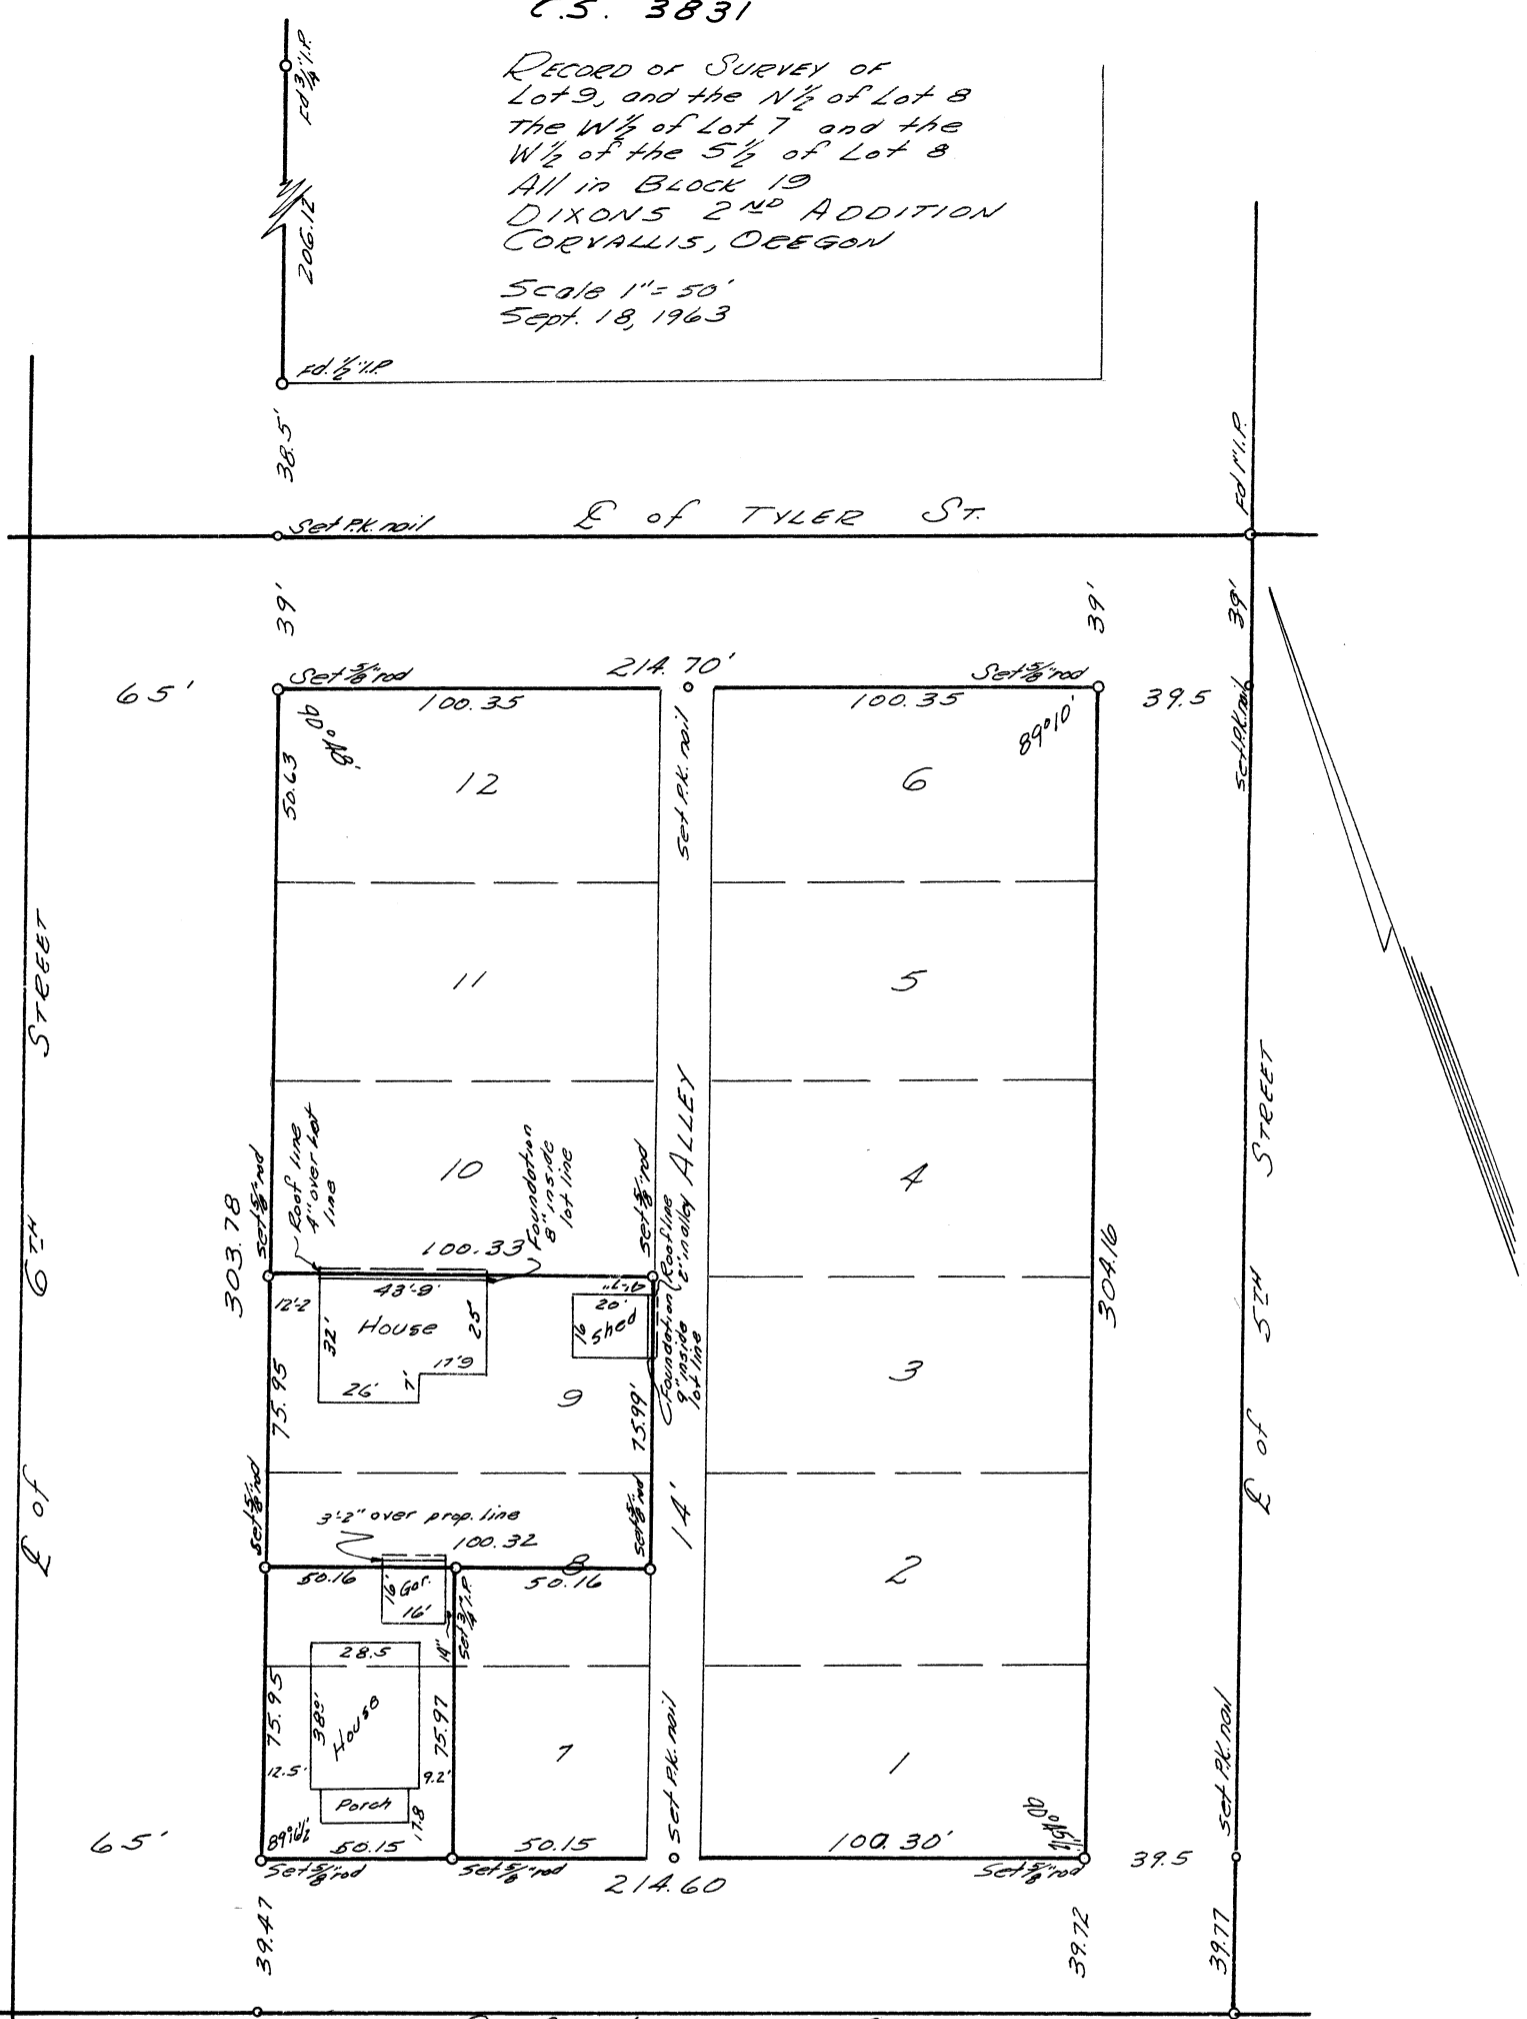 C.S. 3831
RECORD OF SURVEY OF
Lot 9, and the N½ of Lot 8
The W½ of Lot 7 and the
W½ of the S½ of Lot 8
All in BLOCK 19
DIXONS 2ND ADDITION
CORVALLIS, OREGON
Scale 1"= 50'
Sept. 18, 1963
Fd ¾" I.P.
206.12
Fd. ½" I.P.
38.5'
Fd 1" I.P.
Set P.K. nail
℄ of TYLER ST.
39'
39'
39'
65'
Set ⅝" rod
214.70'
Set ⅝" rod
100.35
100.35
39.5
set P.K. nail
50.63
89°10'
set P.K. nail
12
6
11
5
10
4
3
2
1
℄ of 6TH STREET
℄ of 5TH STREET
14' ALLEY
303.78
304.16
set ⅝" rod
Roof line
4" over lot
line
Foundation
8" inside
lot line
set ⅝" rod
100.33
12'-2
43'-9'
32'
House
25'
17'9
7'
26'
4'-7"
20'
16
Shed
Foundation
9" inside
lot line
Roof line
2" in alley
75.95
9
75.99'
set ⅝" rod
set ⅝" rod
3'-2" over prop. line
100.32
8
50.16
50.16
16'
Gar.
16'
14"
set ¾" I.P.
28.5
75.95
House
75.97
12.5'
9.2'
Porch
17.8
7
set P.K. nail
set P.K. nail
65'
89°16½
50.15
50.15
100.30'
39.5
Set ⅝" rod
Set ⅝" rod
214.60
Set ⅝" rod
39.47
39.72
39.77